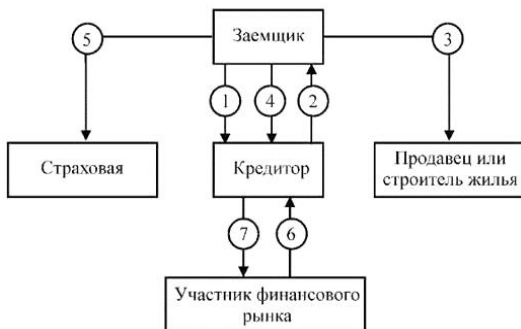 Заемщик
5
3
1
4
2
Страховая
Кредитор
Продавец или
строитель жилья
7
6
Участник финансового
рынка